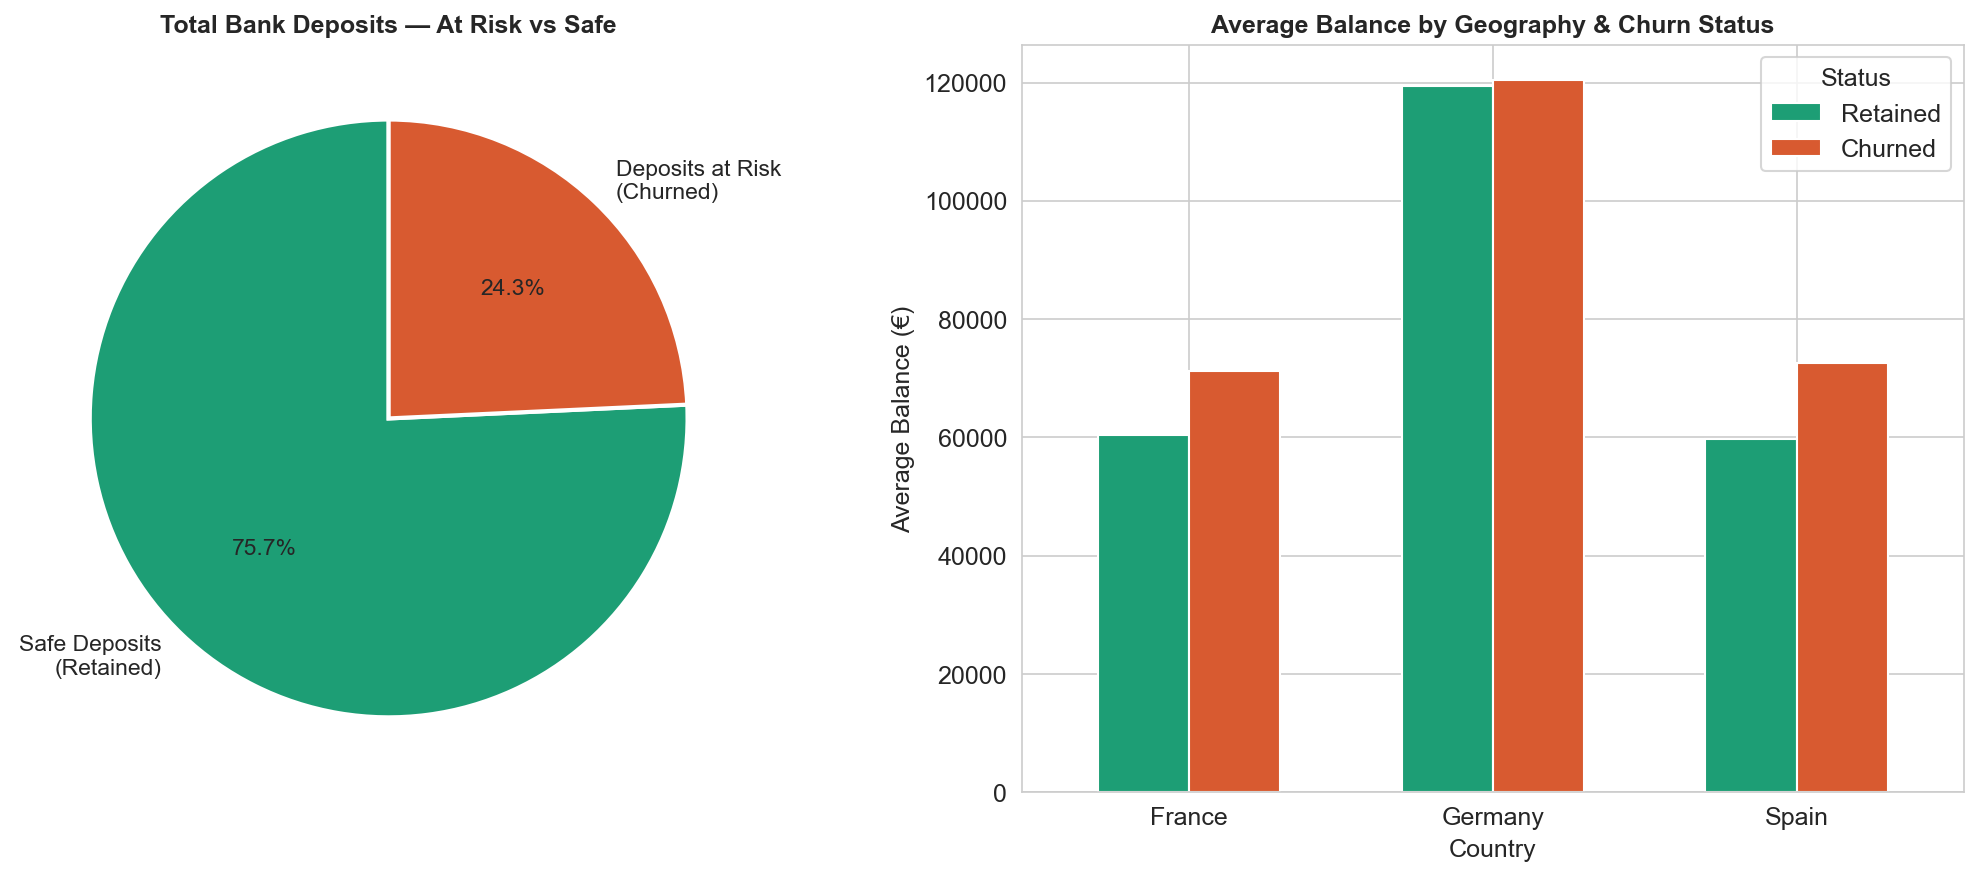 Total Bank Deposits — At Risk vs Safe
Deposits at Risk
(Churned)
24.3%
75.7%
Safe Deposits
(Retained)
Average Balance by Geography & Churn Status
Status
Retained
Churned
120000
100000
80000
60000
40000
20000
0
Average Balance (€)
France
Germany
Spain
Country